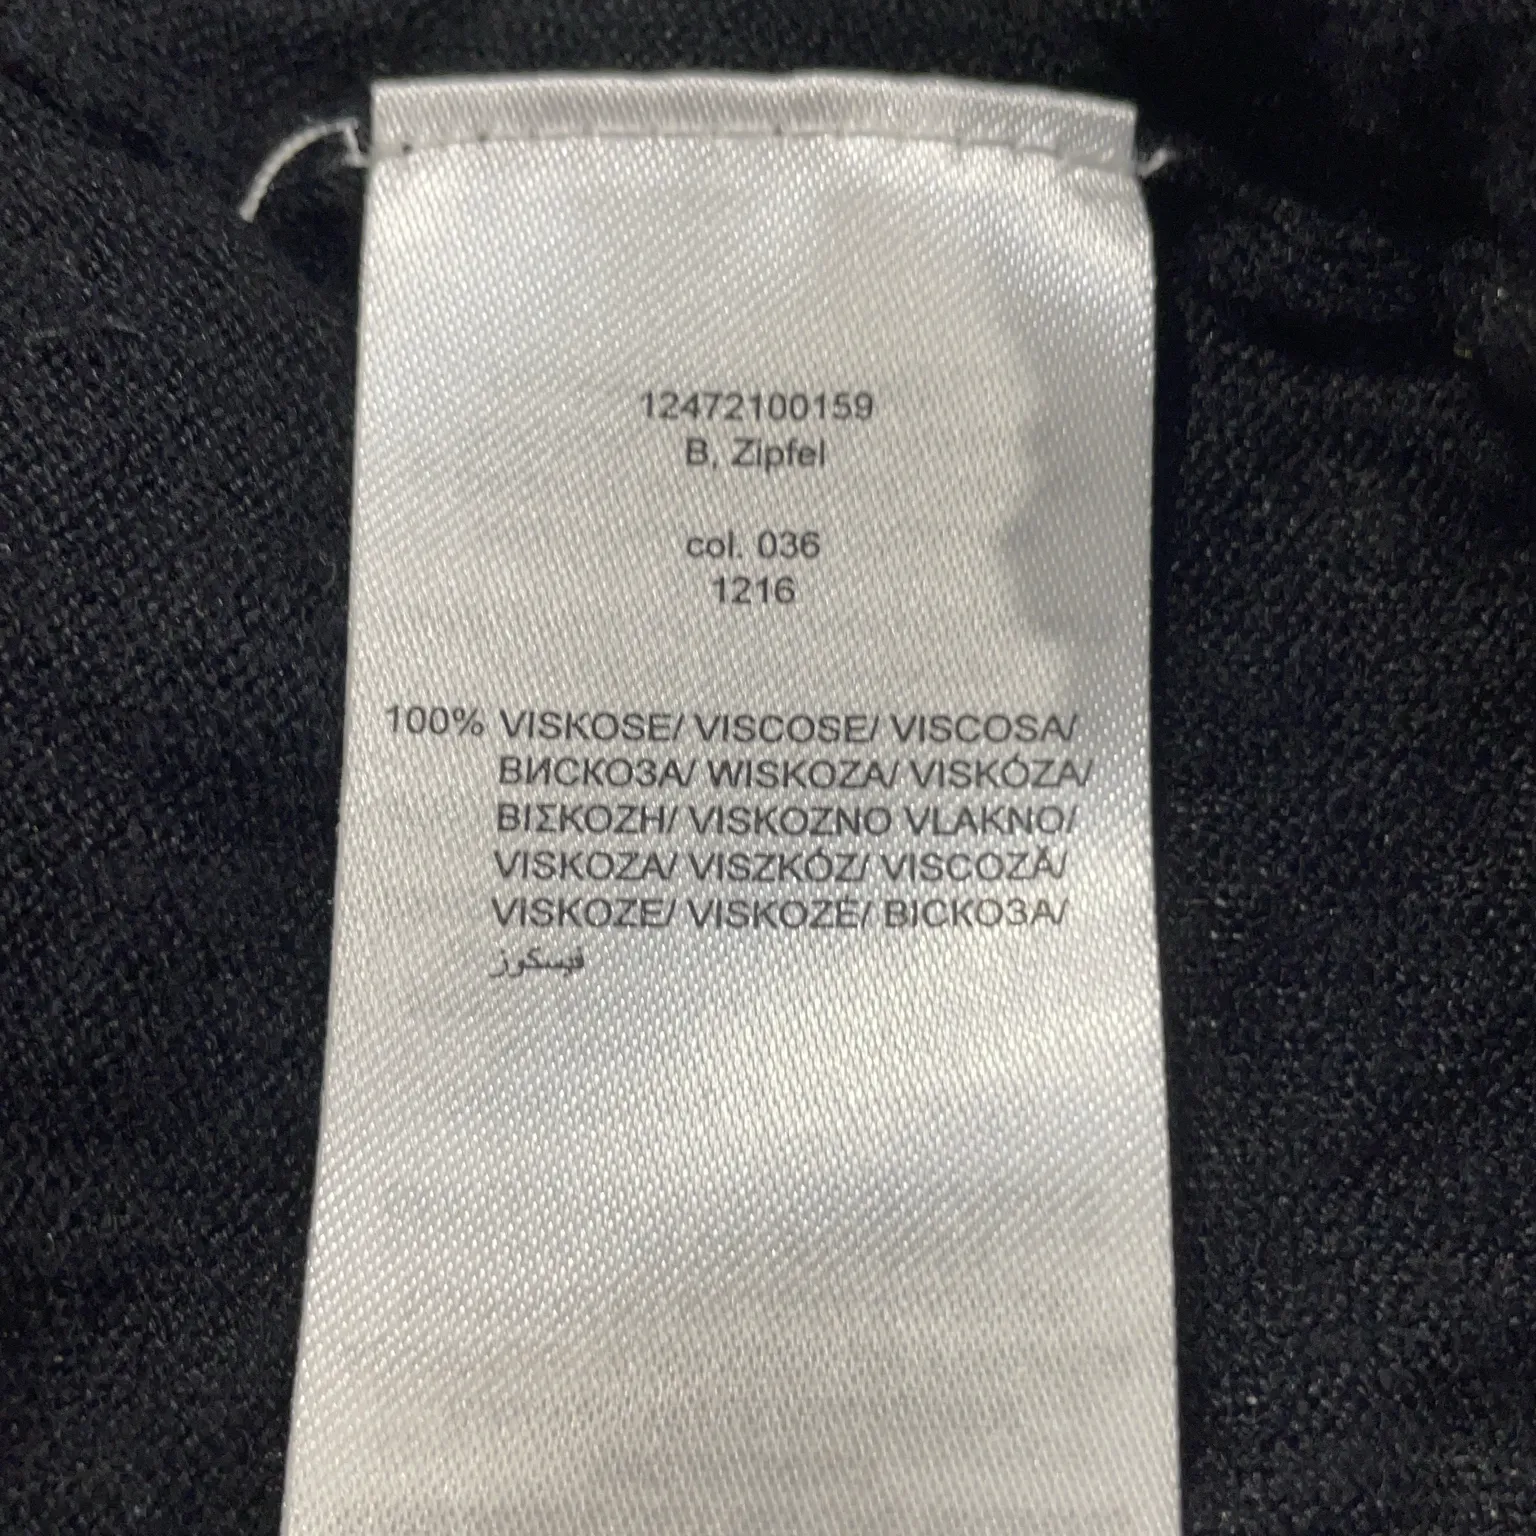 12472100159
B, Zipfel
col. 036
1216
100% VISKOSE/ VISCOSE/ VISCOSA/
ВИСКОЗА/ WISKOZA/ VISKÓZA/
ΒΙΣΚΟΖΗ/ VISKOZNO VLAKNO/
VISKOZA/ VISZKÓZ/ VISCOZĂ/
VISKOZE/ VISKOZĖ/ ВІСКОЗА/
فيسكوز